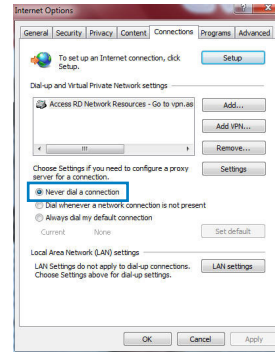 Internet Options
General Security Privacy Content Connections Programs Advanced
To set up an Internet connection, click
Setup.
Setup
Dial-up and Virtual Private Network settings
Access RD Network Resources - Go to vpn.as
Add...
Add VPN...
Remove...
Choose Settings if you need to configure a proxy
server for a connection.
Settings
Never dial a connection
Dial whenever a network connection is not present
Always dial my default connection
Current None
Set default
Local Area Network (LAN) settings
LAN Settings do not apply to dial-up connections.
Choose Settings above for dial-up settings.
LAN settings
OK Cancel Apply